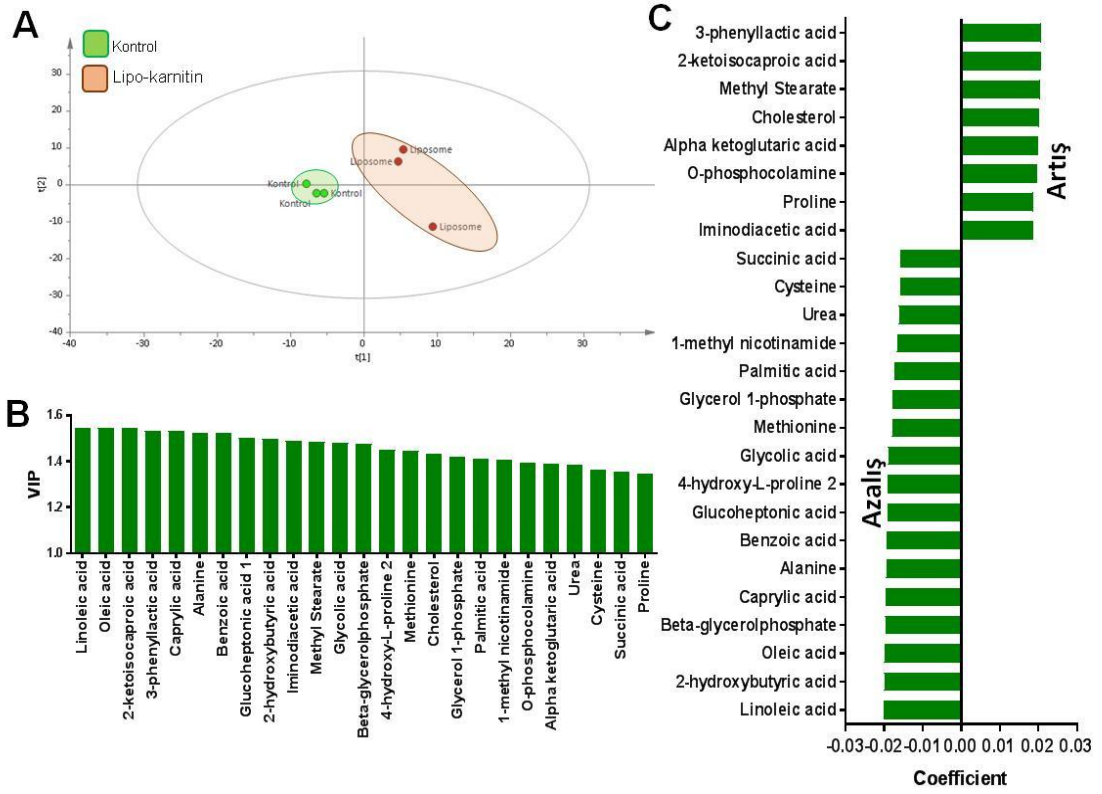 A
Kontrol
Lipo-karnitin
30
20
10
0
-10
-20
-30
-40
t[2]
-40
-30
-20
-10
0
10
20
30
t[1]
Kontrol
Kontrol
Kontrol
Liposome
Liposome
Liposome
B
VIP
1.6
1.4
1.2
1.0
Linoleic acid
Oleic acid
2-ketoisocaproic acid
3-phenyllactic acid
Caprylic acid
Alanine
Benzoic acid
Glucoheptonic acid 1
2-hydroxybutyric acid
Iminodiacetic acid
Methyl Stearate
Glycolic acid
Beta-glycerolphosphate
4-hydroxy-L-proline 2
Methionine
Cholesterol
Glycerol 1-phosphate
Palmitic acid
1-methyl nicotinamide
O-phosphocolamine
Alpha ketoglutaric acid
Urea
Cysteine
Succinic acid
Proline
C
3-phenyllactic acid
2-ketoisocaproic acid
Methyl Stearate
Cholesterol
Alpha ketoglutaric acid
O-phosphocolamine
Proline
Iminodiacetic acid
Succinic acid
Cysteine
Urea
1-methyl nicotinamide
Palmitic acid
Glycerol 1-phosphate
Methionine
Glycolic acid
4-hydroxy-L-proline 2
Glucoheptonic acid
Benzoic acid
Alanine
Caprylic acid
Beta-glycerolphosphate
Oleic acid
2-hydroxybutyric acid
Linoleic acid
Artış
Azalış
-0.03 -0.02 -0.01 0.00 0.01 0.02 0.03
Coefficient